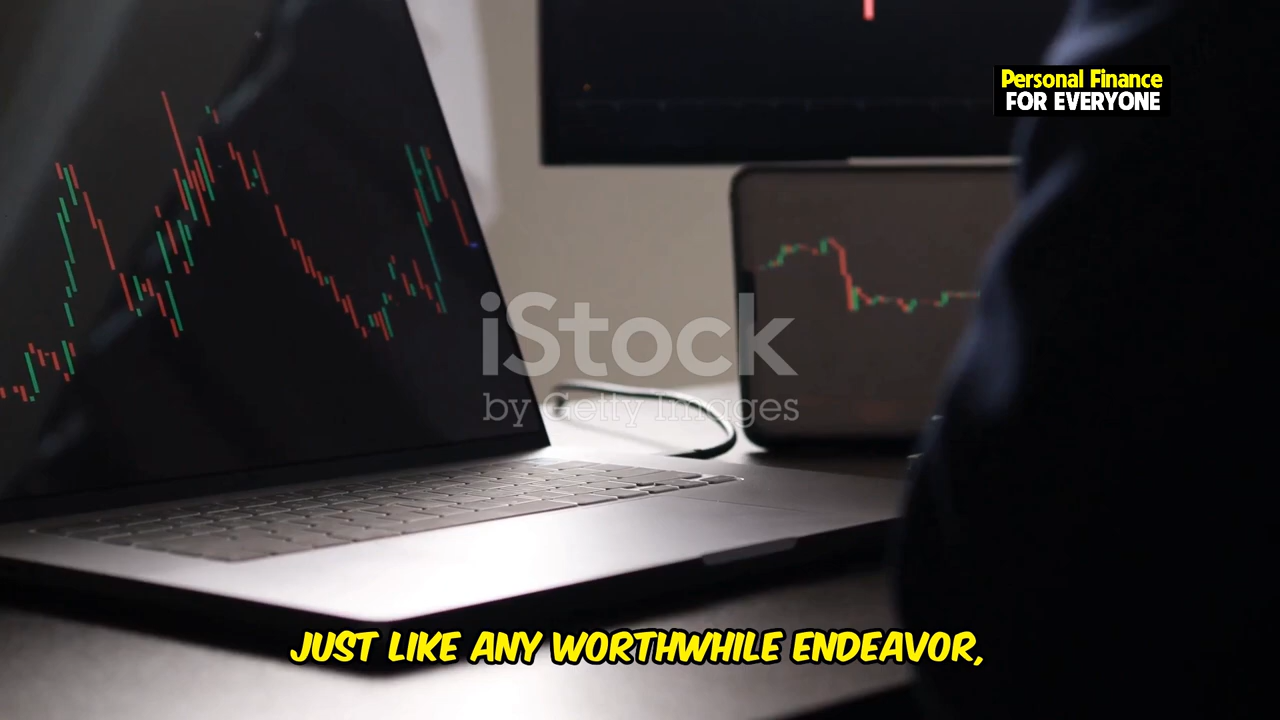 Personal Finance
FOR EVERYONE
iStock
by Getty Images
JUST LIKE ANY WORTHWHILE ENDEAVOR,